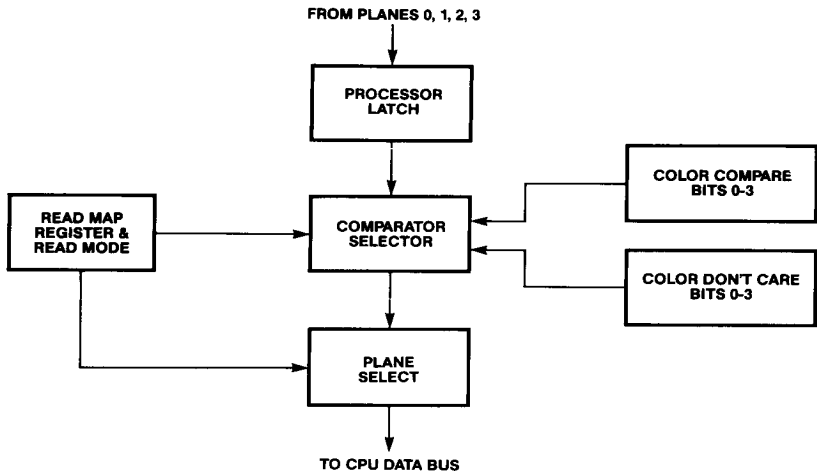 FROM PLANES 0, 1, 2, 3
PROCESSOR
LATCH
COLOR COMPARE
BITS 0-3
READ MAP
REGISTER &
READ MODE
COMPARATOR
SELECTOR
COLOR DON'T CARE
BITS 0-3
PLANE
SELECT
TO CPU DATA BUS